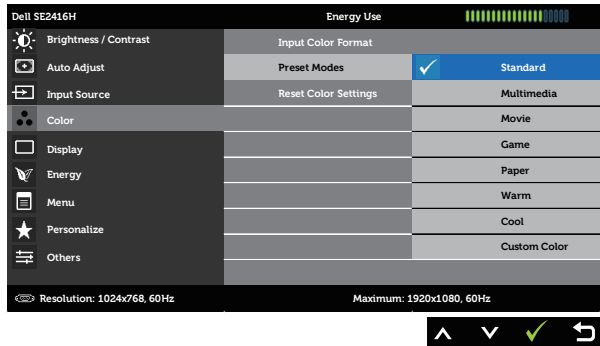 Dell SE2416H Energy Use
Brightness / Contrast Input Color Format
Auto Adjust Preset Modes Standard
Input Source Reset Color Settings Multimedia
Color Movie
Display Game
Energy Paper
Menu Warm
Personalize Cool
Others Custom Color
Resolution: 1024x768, 60Hz Maximum: 1920x1080, 60Hz